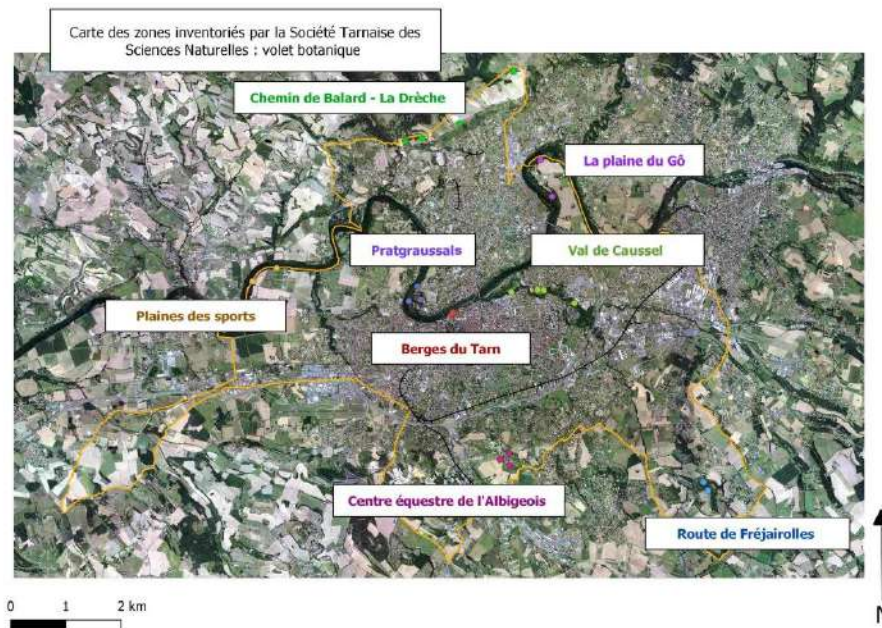 Carte des zones inventoriés par la Société Tarnaise des
Sciences Naturelles : volet botanique
Chemin de Balard - La Drèche
La plaine du Gô
Pratgraussals
Val de Caussel
Plaines des sports
Berges du Tarn
Centre équestre de l'Albigeois
Route de Fréjairolles
0 1 2 km
N